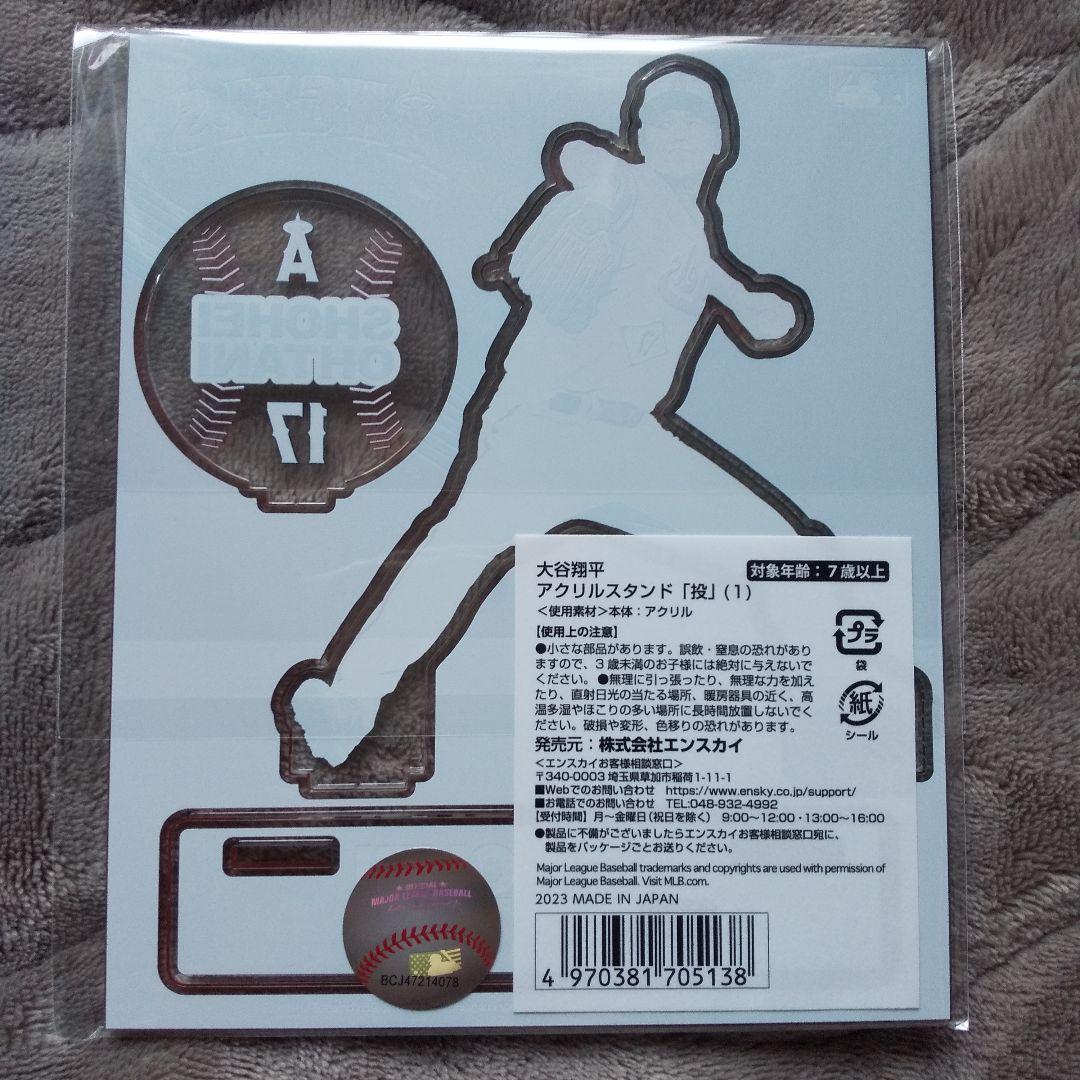 A
SHOHEI
OHTANI
17
大谷翔平
対象年齢：7歳以上
アクリルスタンド「投」(1)
＜使用素材＞本体：アクリル
【使用上の注意】
●小さな部品があります。誤飲・窒息の恐れがあり
ますので、3歳未満のお子様には絶対に与えないで
ください。●無理に引っ張ったり、無理な力を加え
たり、直射日光の当たる場所、暖房器具の近く、高
温多湿やほこりの多い場所に長時間放置しないでく
ださい。破損や変形、色移りの恐れがあります。
プラ
袋
紙
シール
発売元：株式会社エンスカイ
＜エンスカイお客様相談窓口＞
〒340-0003 埼玉県草加市稲荷1-11-1
■Webでのお問い合わせ https://www.ensky.co.jp/support/
■お電話でのお問い合わせ TEL:048-932-4992
【受付時間】月～金曜日（祝日を除く） 9:00～12:00・13:00～16:00
●製品に不備がございましたらエンスカイお客様相談窓口宛に、
製品をパッケージごとお送りください。
Major League Baseball trademarks and copyrights are used with permission of
Major League Baseball. Visit MLB.com.
2023 MADE IN JAPAN
4 970381 705138
OFFICIAL
MAJOR LEAGUE BASEBALL
BCJ47214078